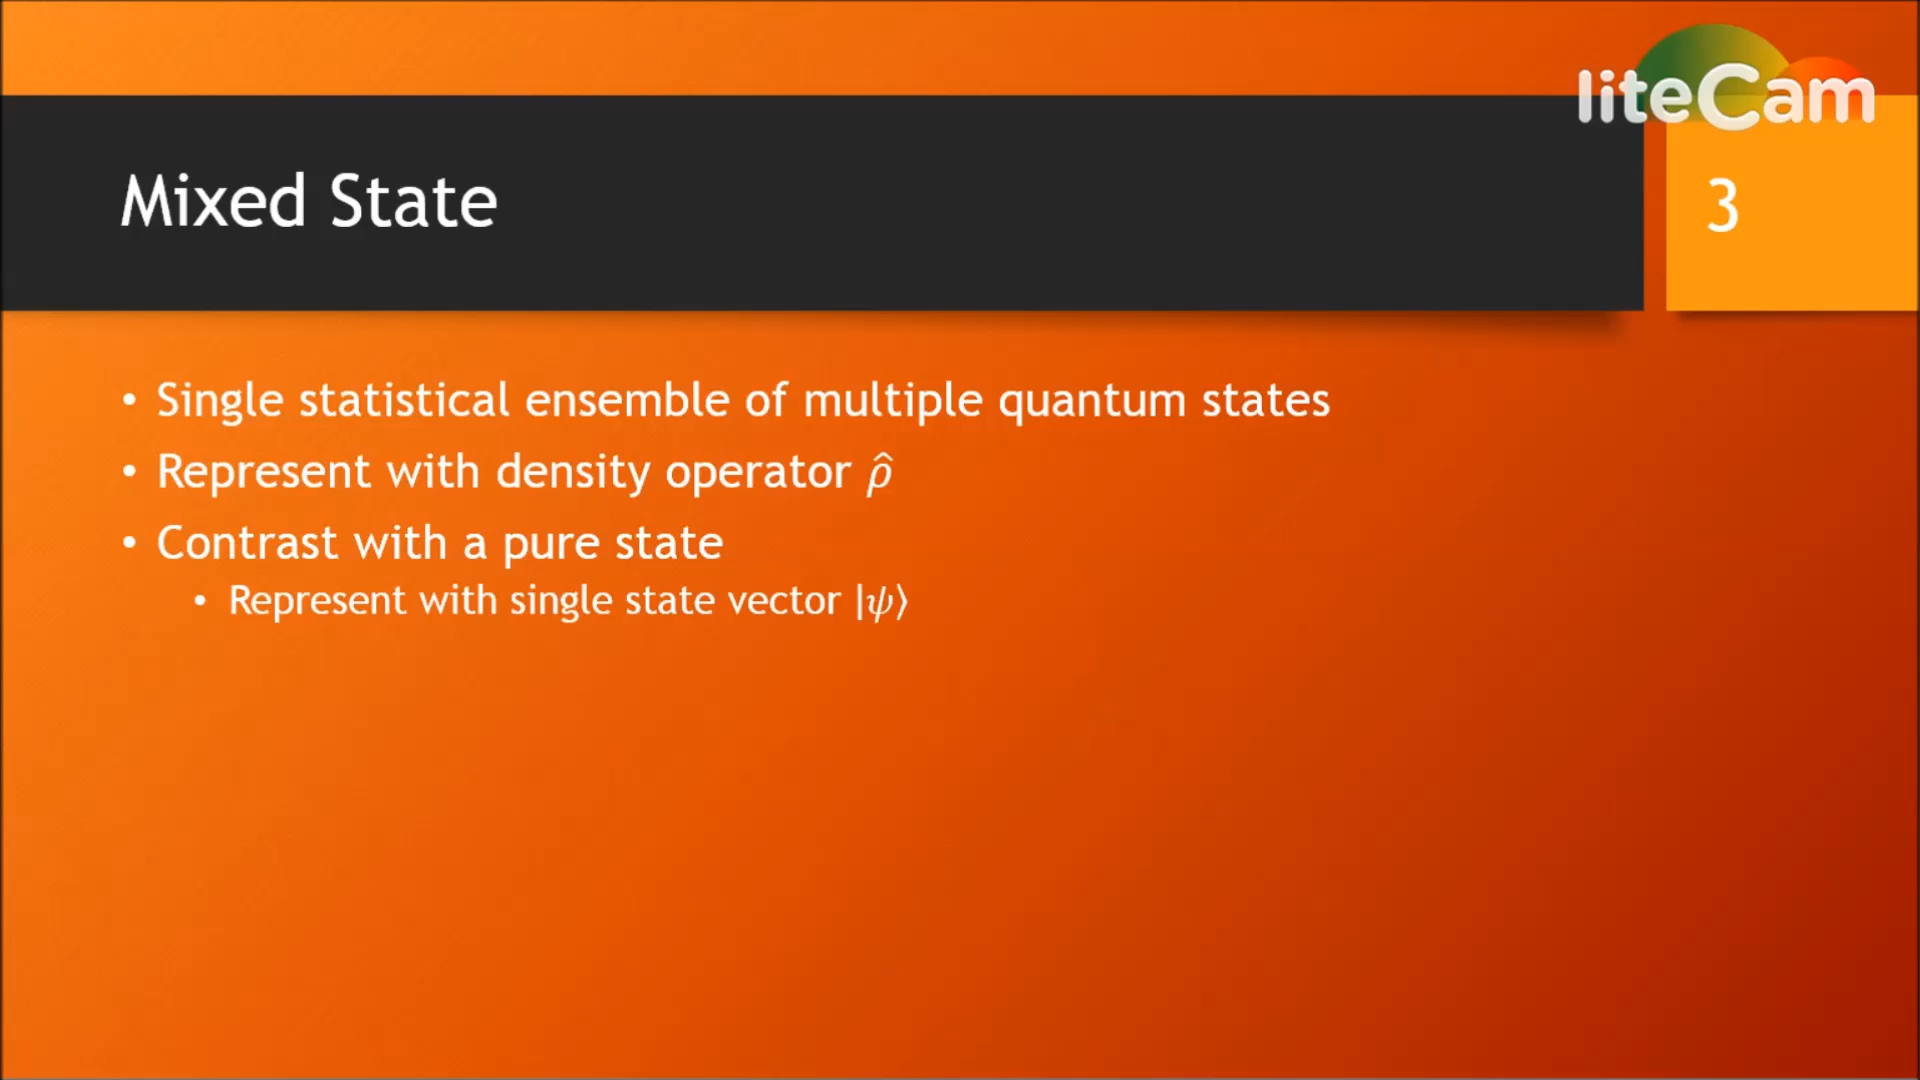 liteCam
Mixed State
3
• Single statistical ensemble of multiple quantum states
• Represent with density operator ρ̂
• Contrast with a pure state
• Represent with single state vector |ψ⟩